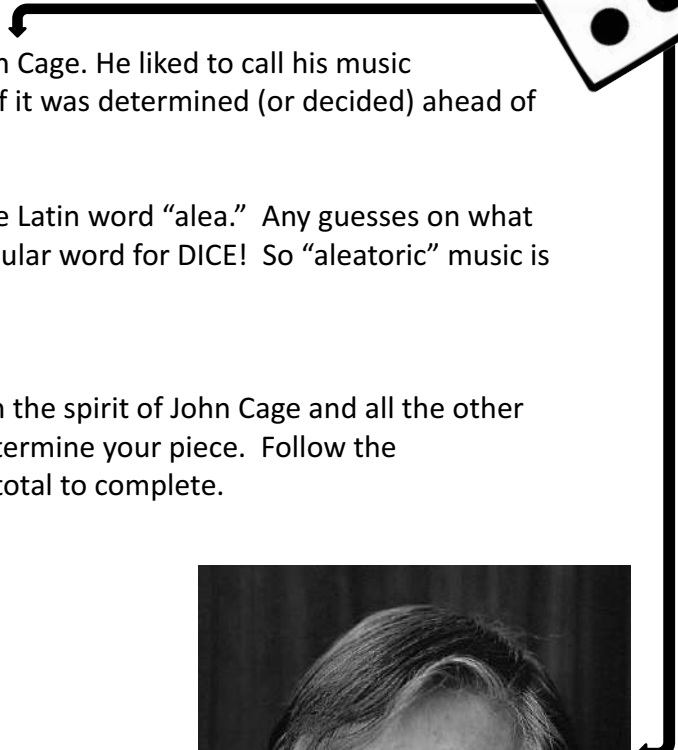 n Cage. He liked to call his music
f it was determined (or decided) ahead of
e Latin word “alea.”  Any guesses on what
ular word for DICE!  So “aleatoric” music is
n the spirit of John Cage and all the other
termine your piece.  Follow the
total to complete.